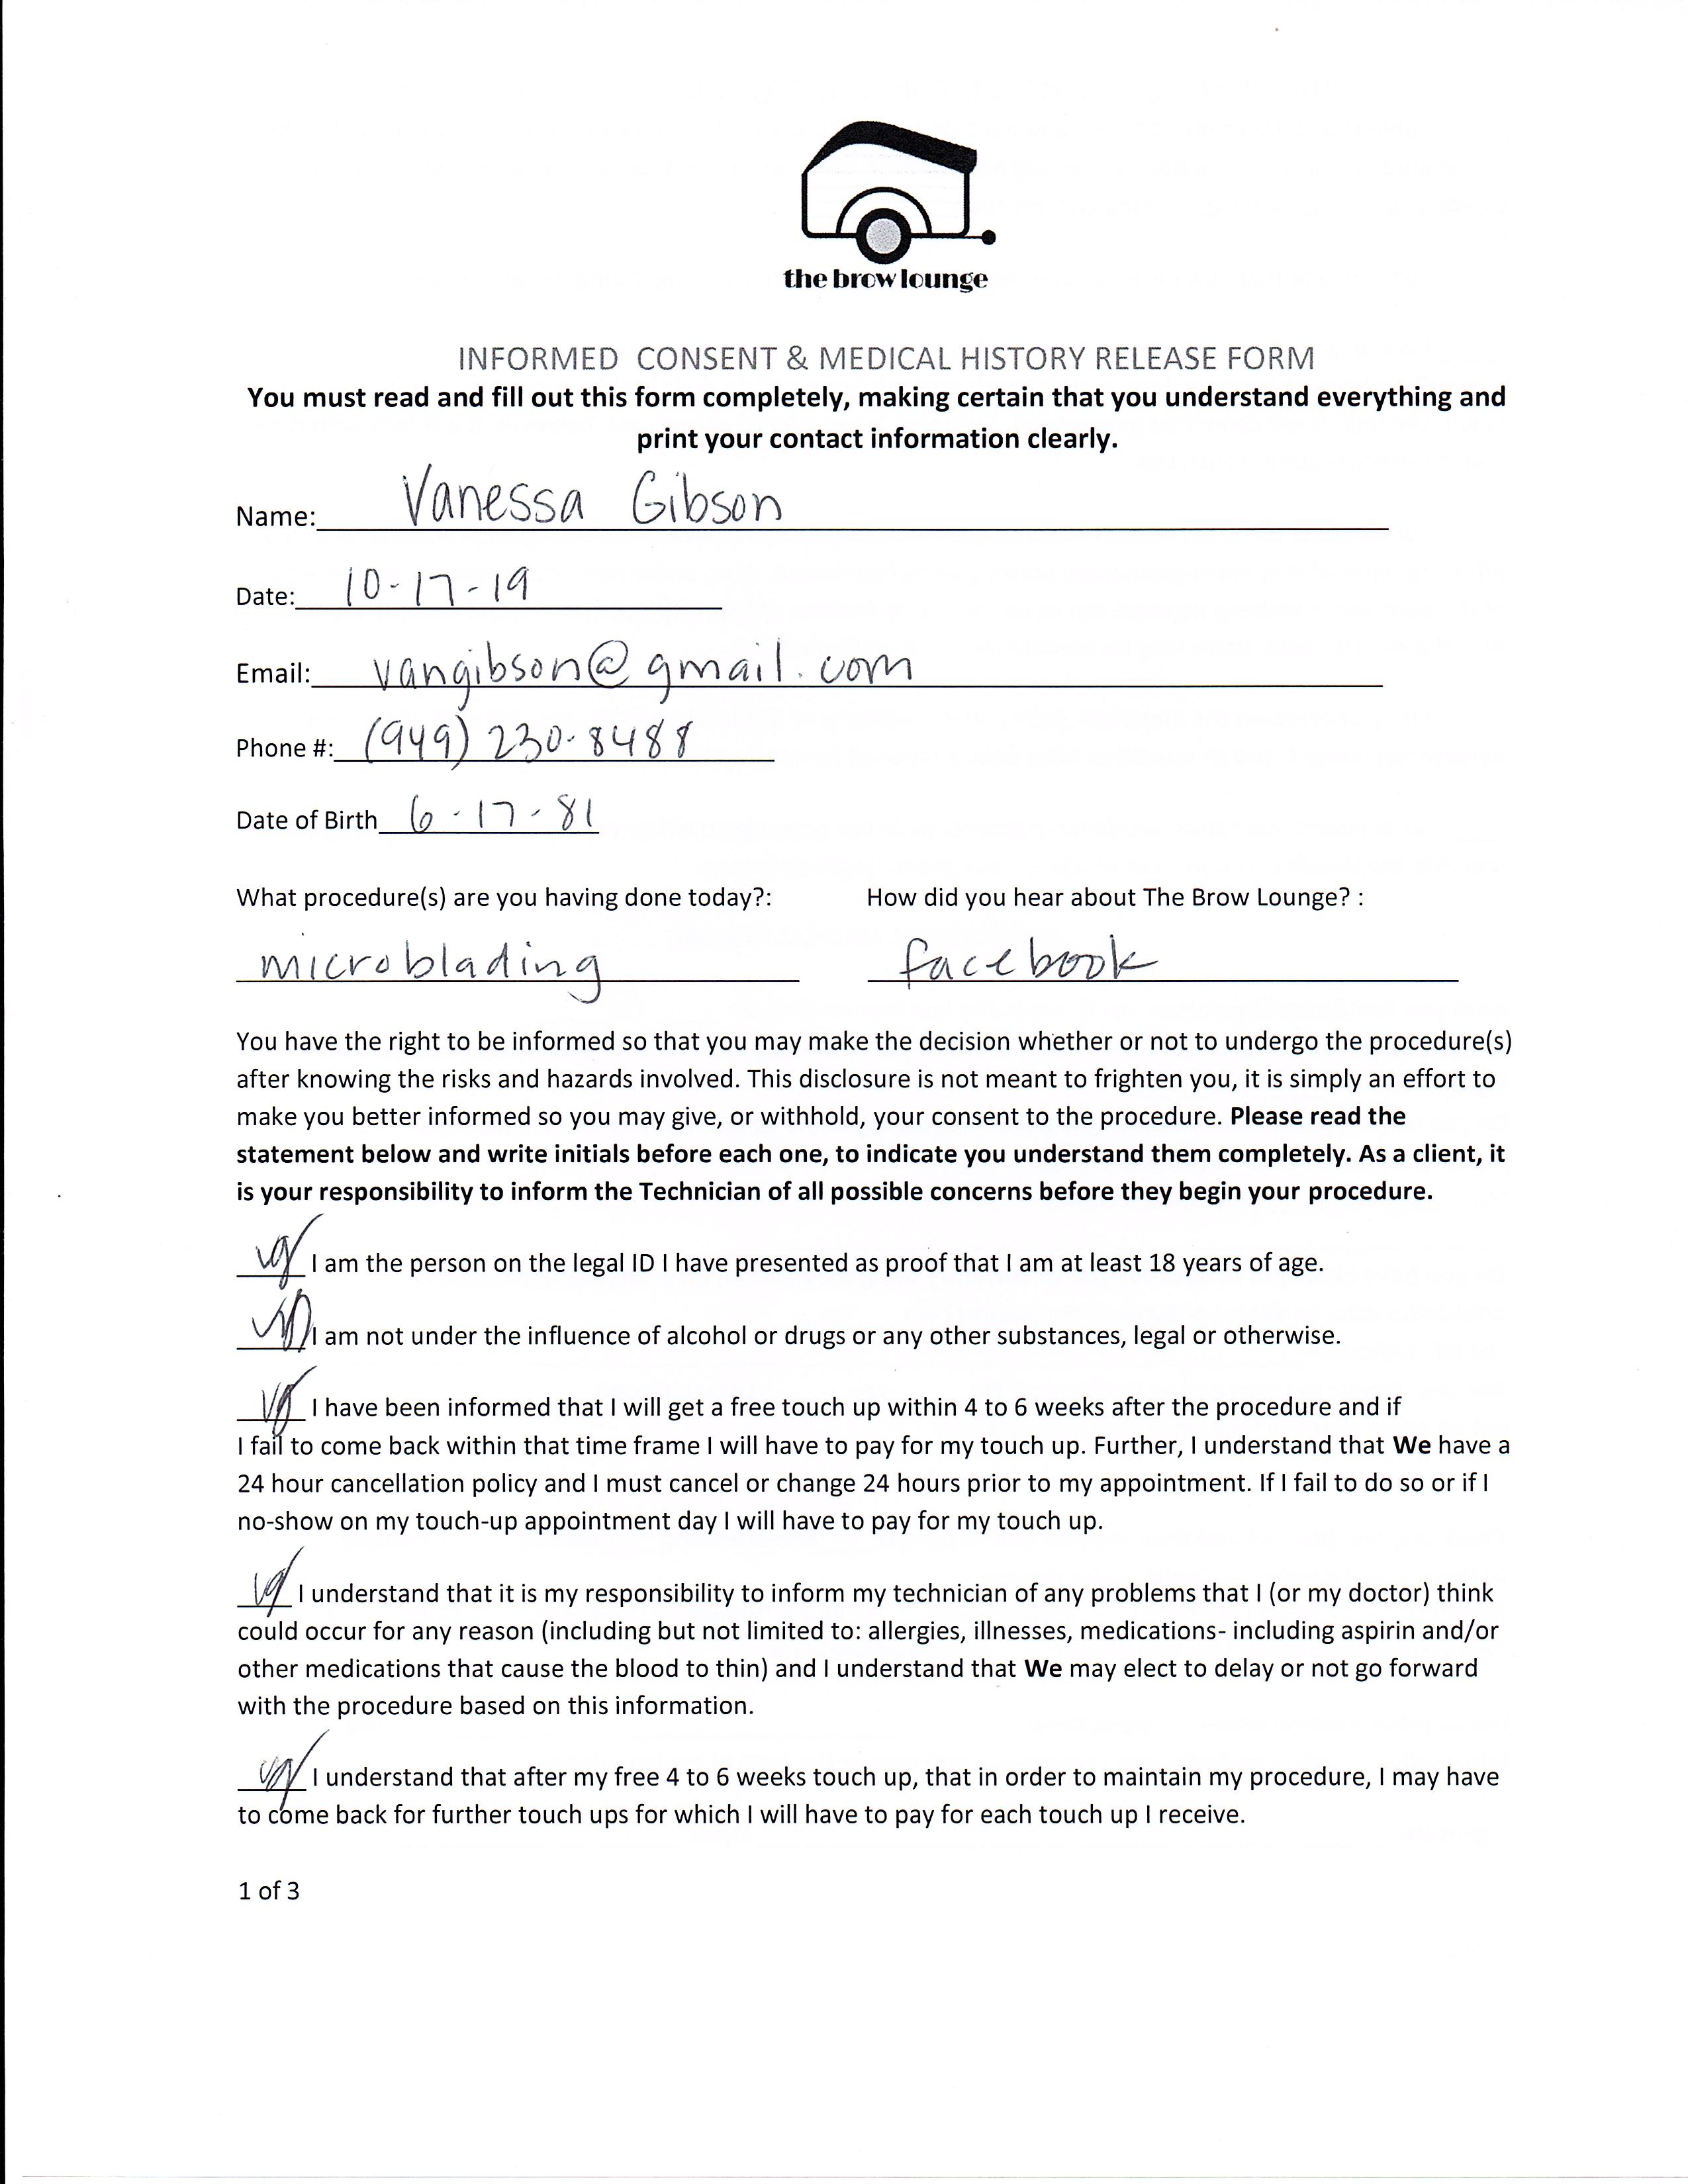 the brow lounge
INFORMED CONSENT & MEDICAL HISTORY RELEASE FORM
You must read and fill out this form completely, making certain that you understand everything and
print your contact information clearly.
Name: Vanessa Gibson
Date: 10-17-19
Email: vangibson@gmail.com
Phone #: (949) 230-8488
Date of Birth 6-17-81
What procedure(s) are you having done today?: How did you hear about The Brow Lounge? :
microblading facebook
You have the right to be informed so that you may make the decision whether or not to undergo the procedure(s)
after knowing the risks and hazards involved. This disclosure is not meant to frighten you, it is simply an effort to
make you better informed so you may give, or withhold, your consent to the procedure. Please read the
statement below and write initials before each one, to indicate you understand them completely. As a client, it
is your responsibility to inform the Technician of all possible concerns before they begin your procedure.
vg I am the person on the legal ID I have presented as proof that I am at least 18 years of age.
vg I am not under the influence of alcohol or drugs or any other substances, legal or otherwise.
vg I have been informed that I will get a free touch up within 4 to 6 weeks after the procedure and if
I fail to come back within that time frame I will have to pay for my touch up. Further, I understand that We have a
24 hour cancellation policy and I must cancel or change 24 hours prior to my appointment. If I fail to do so or if I
no-show on my touch-up appointment day I will have to pay for my touch up.
vg I understand that it is my responsibility to inform my technician of any problems that I (or my doctor) think
could occur for any reason (including but not limited to: allergies, illnesses, medications- including aspirin and/or
other medications that cause the blood to thin) and I understand that We may elect to delay or not go forward
with the procedure based on this information.
vg I understand that after my free 4 to 6 weeks touch up, that in order to maintain my procedure, I may have
to come back for further touch ups for which I will have to pay for each touch up I receive.
1 of 3